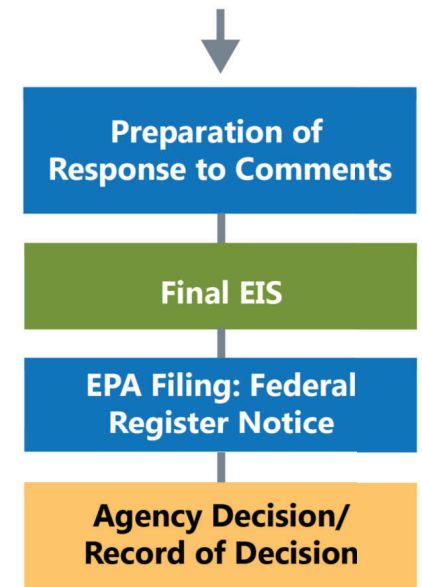 Preparation of
Response to Comments
Final EIS
EPA Filing: Federal
Register Notice
Agency Decision/
Record of Decision